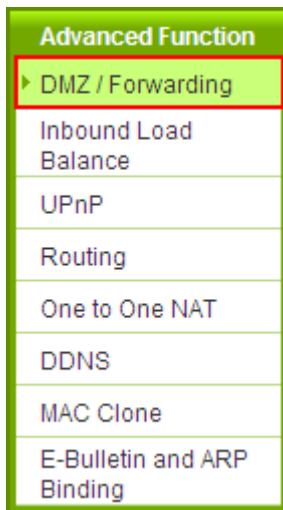 Advanced Function
DMZ / Forwarding
Inbound Load
Balance
UPnP
Routing
One to One NAT
DDNS
MAC Clone
E-Bulletin and ARP
Binding